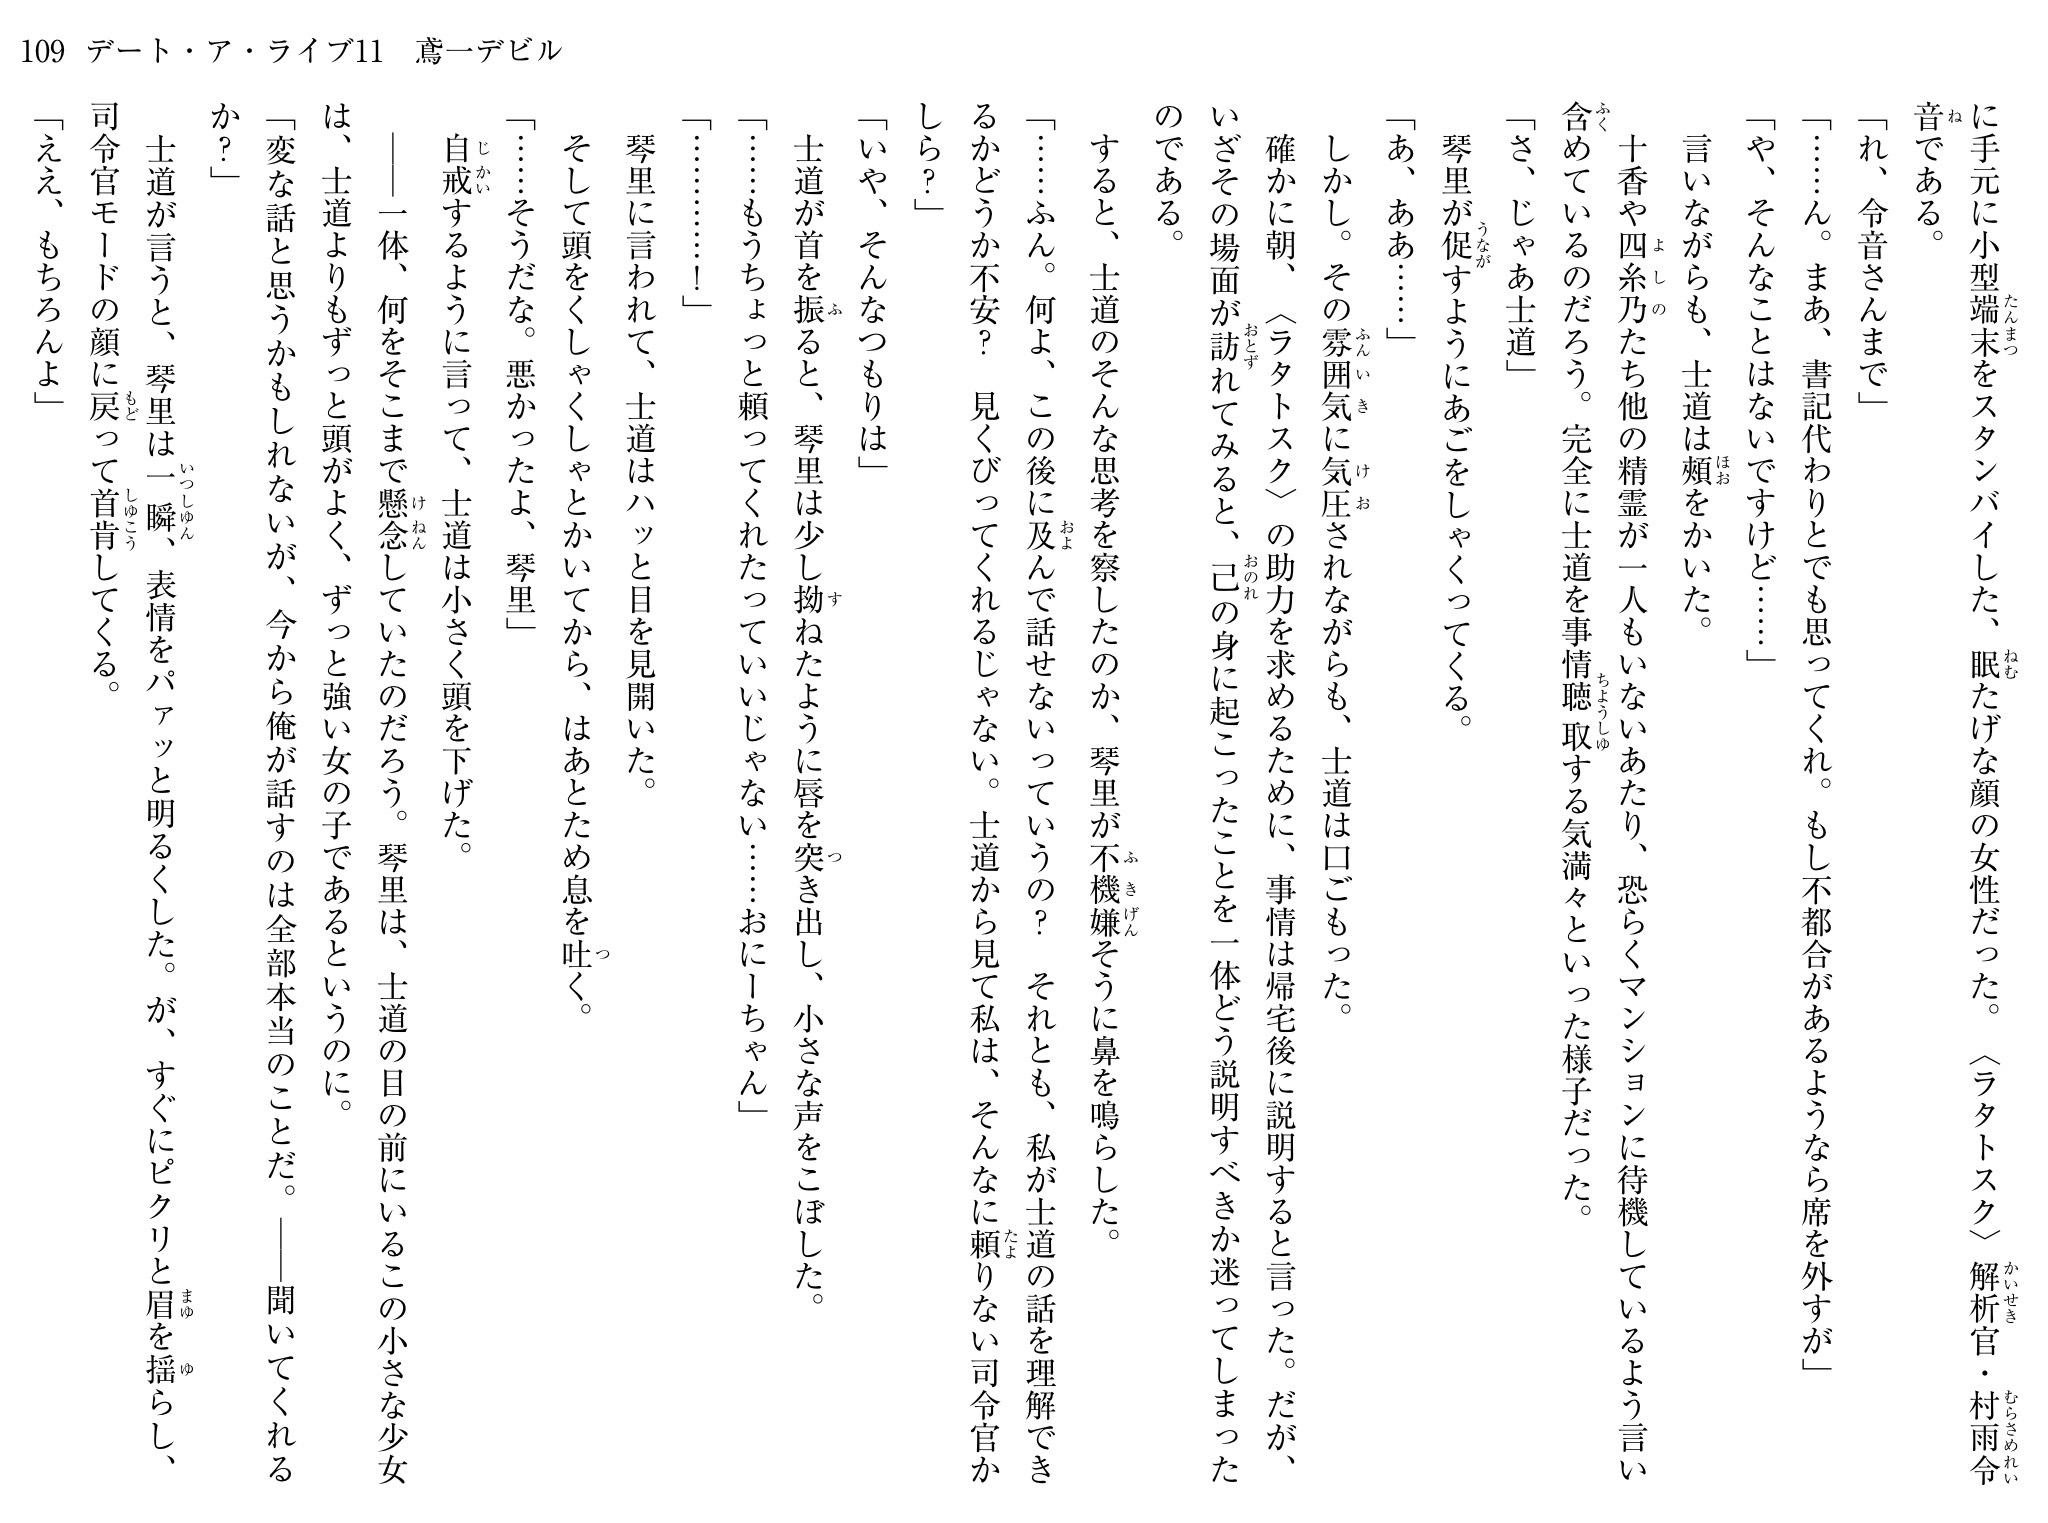 109 デート・ア・ライブ11　鳶一デビル
に手元に小型端末をスタンバイした、眠たげな顔の女性だった。〈ラタトスク〉解析官・村雨令
音である。
「れ、令音さんまで」
「……ん。まあ、書記代わりとでも思ってくれ。もし不都合があるようなら席を外すが」
「や、そんなことはないですけど……」
　言いながらも、士道は頰をかいた。
　十香や四糸乃たち他の精霊が一人もいないあたり、恐らくマンションに待機しているよう言い
含めているのだろう。完全に士道を事情聴取する気満々といった様子だった。
「さ、じゃあ士道」
　琴里が促すようにあごをしゃくってくる。
「あ、ああ……」
　しかし。その雰囲気に気圧されながらも、士道は口ごもった。
　確かに朝、〈ラタトスク〉の助力を求めるために、事情は帰宅後に説明すると言った。だが、
いざその場面が訪れてみると、己の身に起こったことを一体どう説明すべきか迷ってしまった
のである。
　すると、士道のそんな思考を察したのか、琴里が不機嫌そうに鼻を鳴らした。
「……ふん。何よ、この後に及んで話せないっていうの？　それとも、私が士道の話を理解でき
るかどうか不安？　見くびってくれるじゃない。士道から見て私は、そんなに頼りない司令官か
しら？」
「いや、そんなつもりは」
　士道が首を振ると、琴里は少し拗ねたように唇を突き出し、小さな声をこぼした。
「……もうちょっと頼ってくれたっていいじゃない……おにーちゃん」
「…………！」
　琴里に言われて、士道はハッと目を見開いた。
　そして頭をくしゃくしゃとかいてから、はあとため息を吐く。
「……そうだな。悪かったよ、琴里」
　自戒するように言って、士道は小さく頭を下げた。
　――一体、何をそこまで懸念していたのだろう。琴里は、士道の目の前にいるこの小さな少女
は、士道よりもずっと頭がよく、ずっと強い女の子であるというのに。
「変な話と思うかもしれないが、今から俺が話すのは全部本当のことだ。――聞いてくれる
か？」
　士道が言うと、琴里は一瞬、表情をパァッと明るくした。が、すぐにピクリと眉を揺らし、
司令官モードの顔に戻って首肯してくる。
「ええ、もちろんよ」